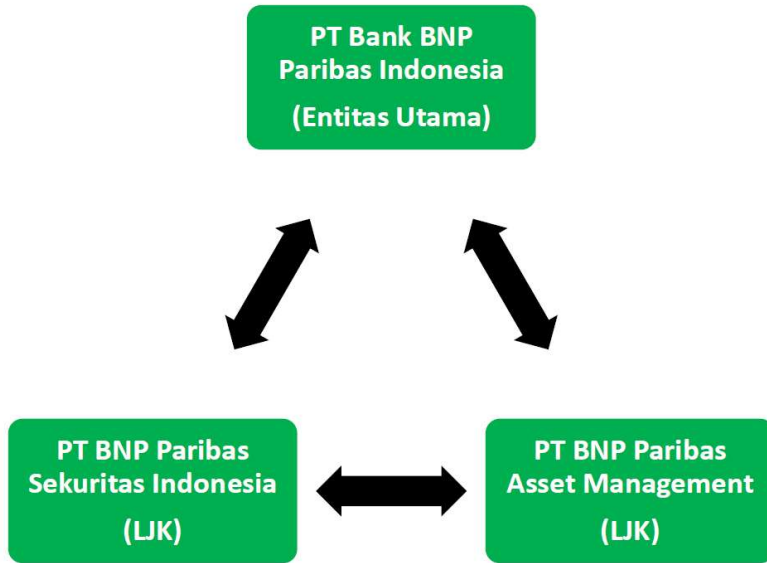 PT Bank BNP
Paribas Indonesia
(Entitas Utama)
PT BNP Paribas
Sekuritas Indonesia
(LJK)
PT BNP Paribas
Asset Management
(LJK)